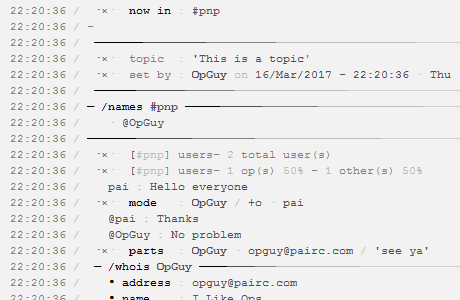 22:20:36 / ·×· now in : #pnp
22:20:36 / –
22:20:36 /
22:20:36 / ·×· topic : 'This is a topic'
22:20:36 / ·×· set by : OpGuy on 16/Mar/2017 - 22:20:36 · Thu
22:20:36 /
22:20:36 / – /names #pnp
22:20:36 / · @OpGuy
22:20:36 /
22:20:36 / ·×· [#pnp] users- 2 total user(s)
22:20:36 / ·×· [#pnp] users- 1 op(s) 50% - 1 other(s) 50%
22:20:36 / pai : Hello everyone
22:20:36 / ·×· mode : OpGuy / +o · pai
22:20:36 / @pai : Thanks
22:20:36 / @OpGuy : No problem
22:20:36 / ·×· parts : OpGuy · opguy@pairc.com / 'see ya'
22:20:36 / – /whois OpGuy
22:20:36 / • address : opguy@pairc.com
22:20:36 / • name : I Like Ops